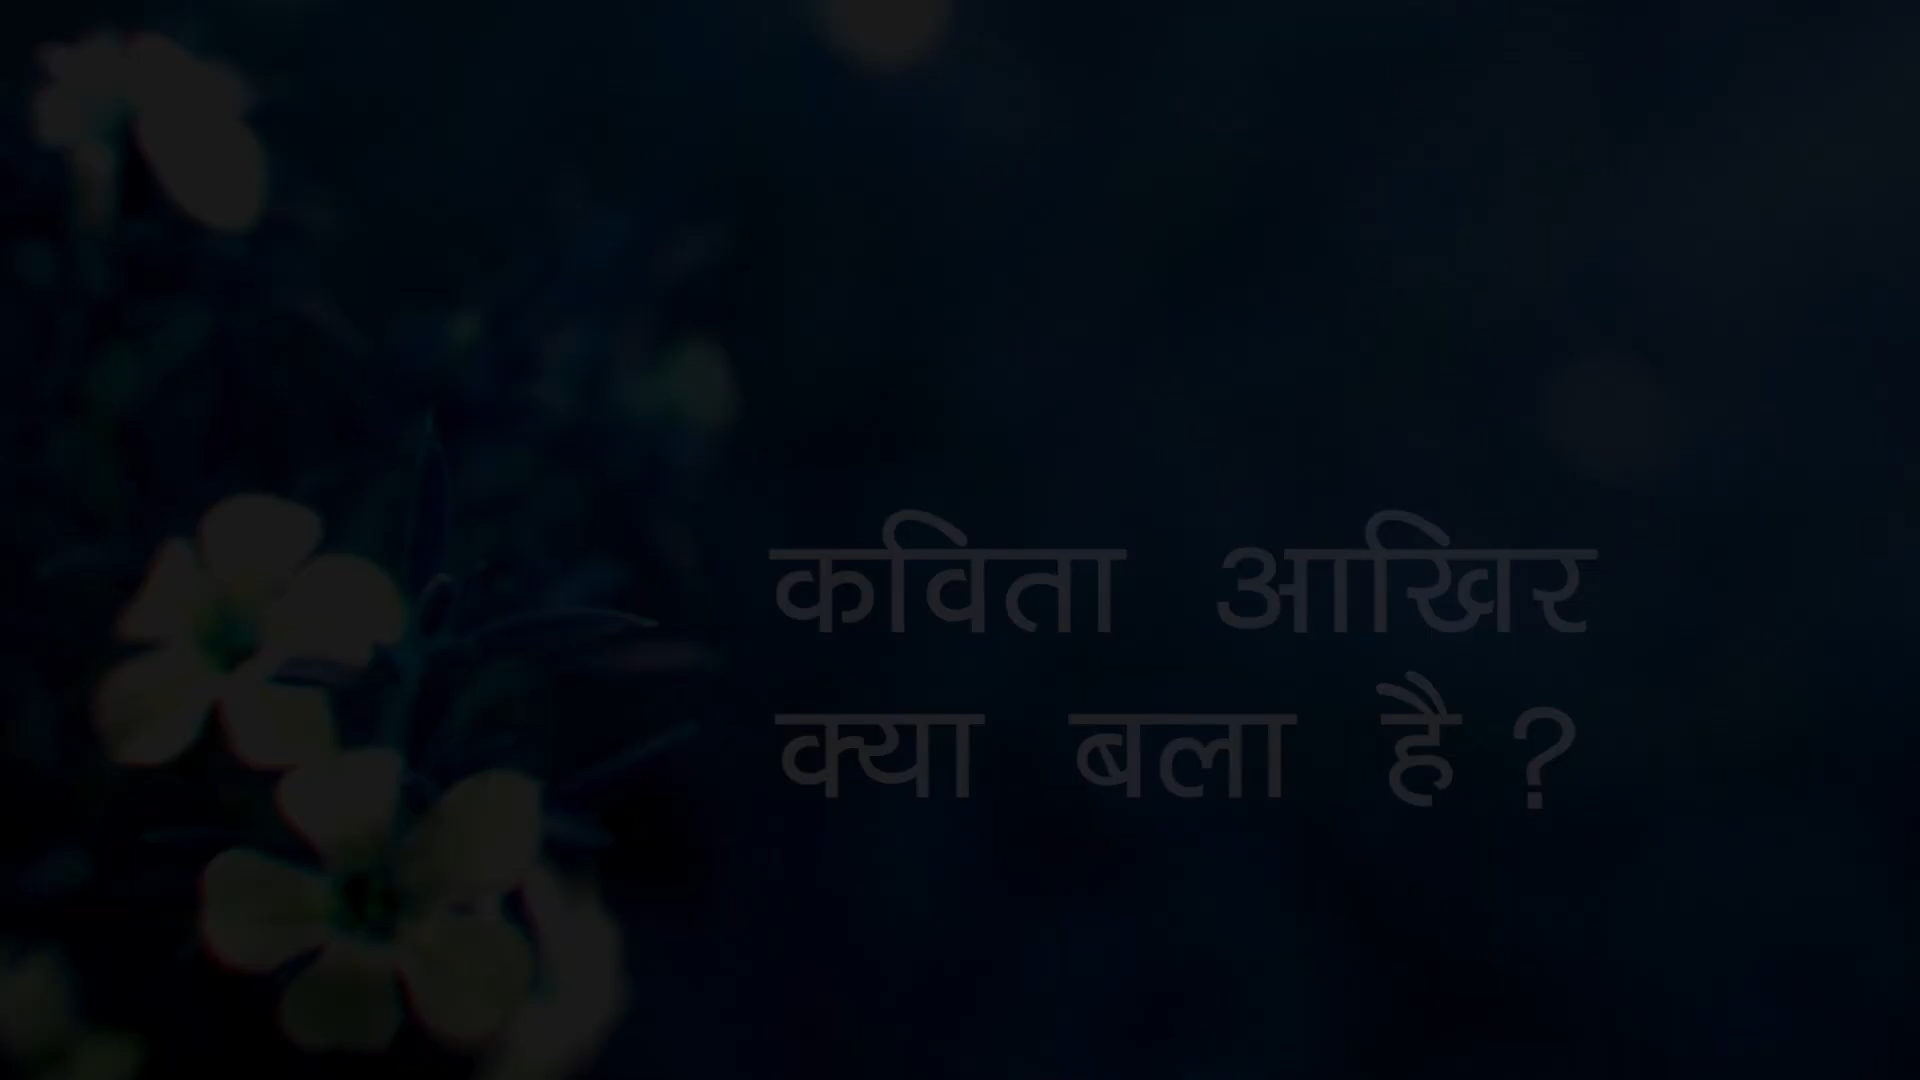 कविता आखिर
क्या बला है ?